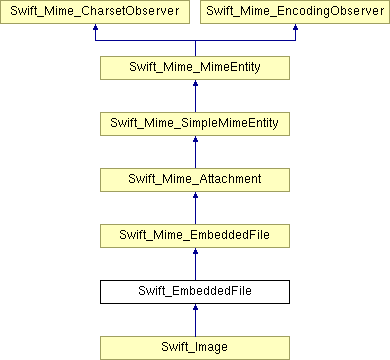 Swift_Mime_CharsetObserver Swift_Mime_EncodingObserver
Swift_Mime_MimeEntity
Swift_Mime_SimpleMimeEntity
Swift_Mime_Attachment
Swift_Mime_EmbeddedFile
Swift_EmbeddedFile
Swift_Image